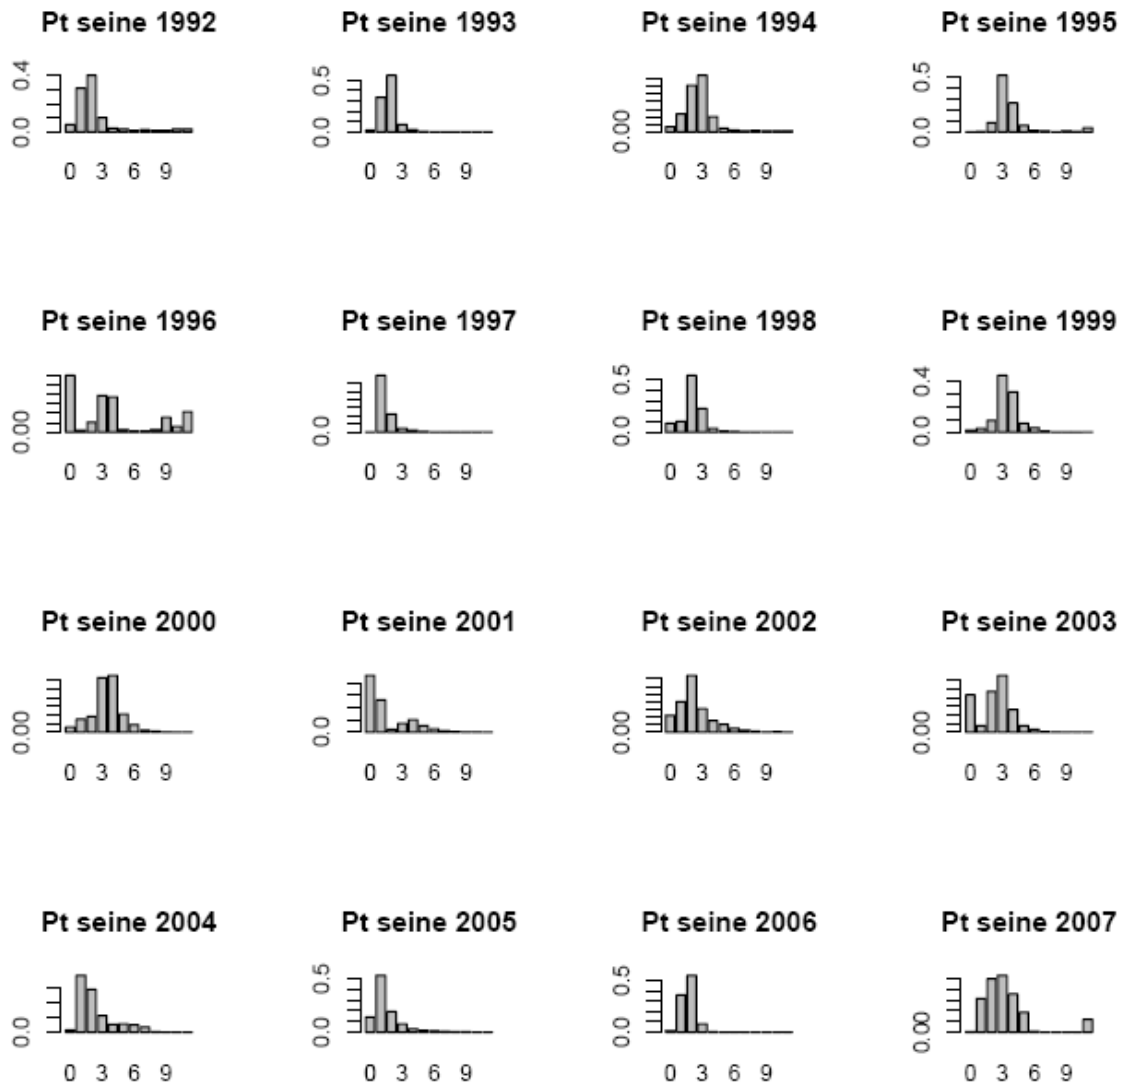 Pt seine 1992 Pt seine 1993 Pt seine 1994 Pt seine 1995
0.4 0.5 0.5
0.0 0.0 0.00 0.0
0 3 6 9 0 3 6 9 0 3 6 9 0 3 6 9
Pt seine 1996 Pt seine 1997 Pt seine 1998 Pt seine 1999
0.5 0.4
0.00 0.0 0.0 0.0
0 3 6 9 0 3 6 9 0 3 6 9 0 3 6 9
Pt seine 2000 Pt seine 2001 Pt seine 2002 Pt seine 2003
0.00 0.0 0.00 0.00
0 3 6 9 0 3 6 9 0 3 6 9 0 3 6 9
Pt seine 2004 Pt seine 2005 Pt seine 2006 Pt seine 2007
0.5 0.5
0.0 0.0 0.0 0.00
0 3 6 9 0 3 6 9 0 3 6 9 0 3 6 9